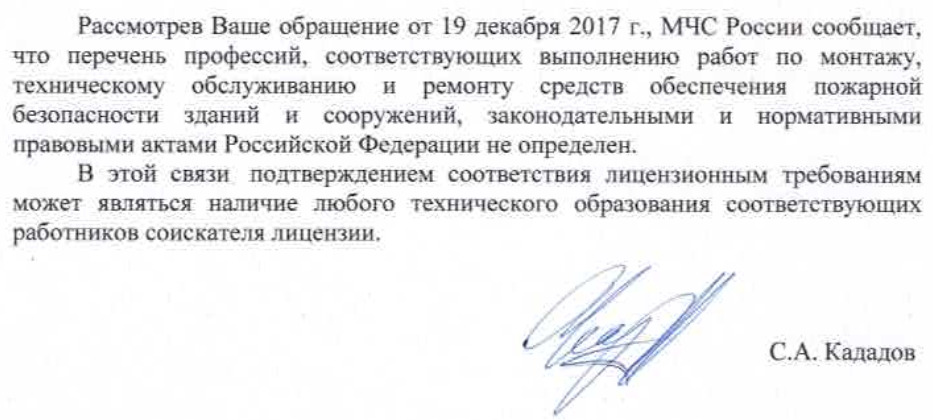 Рассмотрев Ваше обращение от 19 декабря 2017 г., МЧС России сообщает,
что перечень профессий, соответствующих выполнению работ по монтажу,
техническому обслуживанию и ремонту средств обеспечения пожарной
безопасности зданий и сооружений, законодательными и нормативными
правовыми актами Российской Федерации не определен.
В этой связи подтверждением соответствия лицензионным требованиям
может являться наличие любого технического образования соответствующих
работников соискателя лицензии.
С.А. Кададов